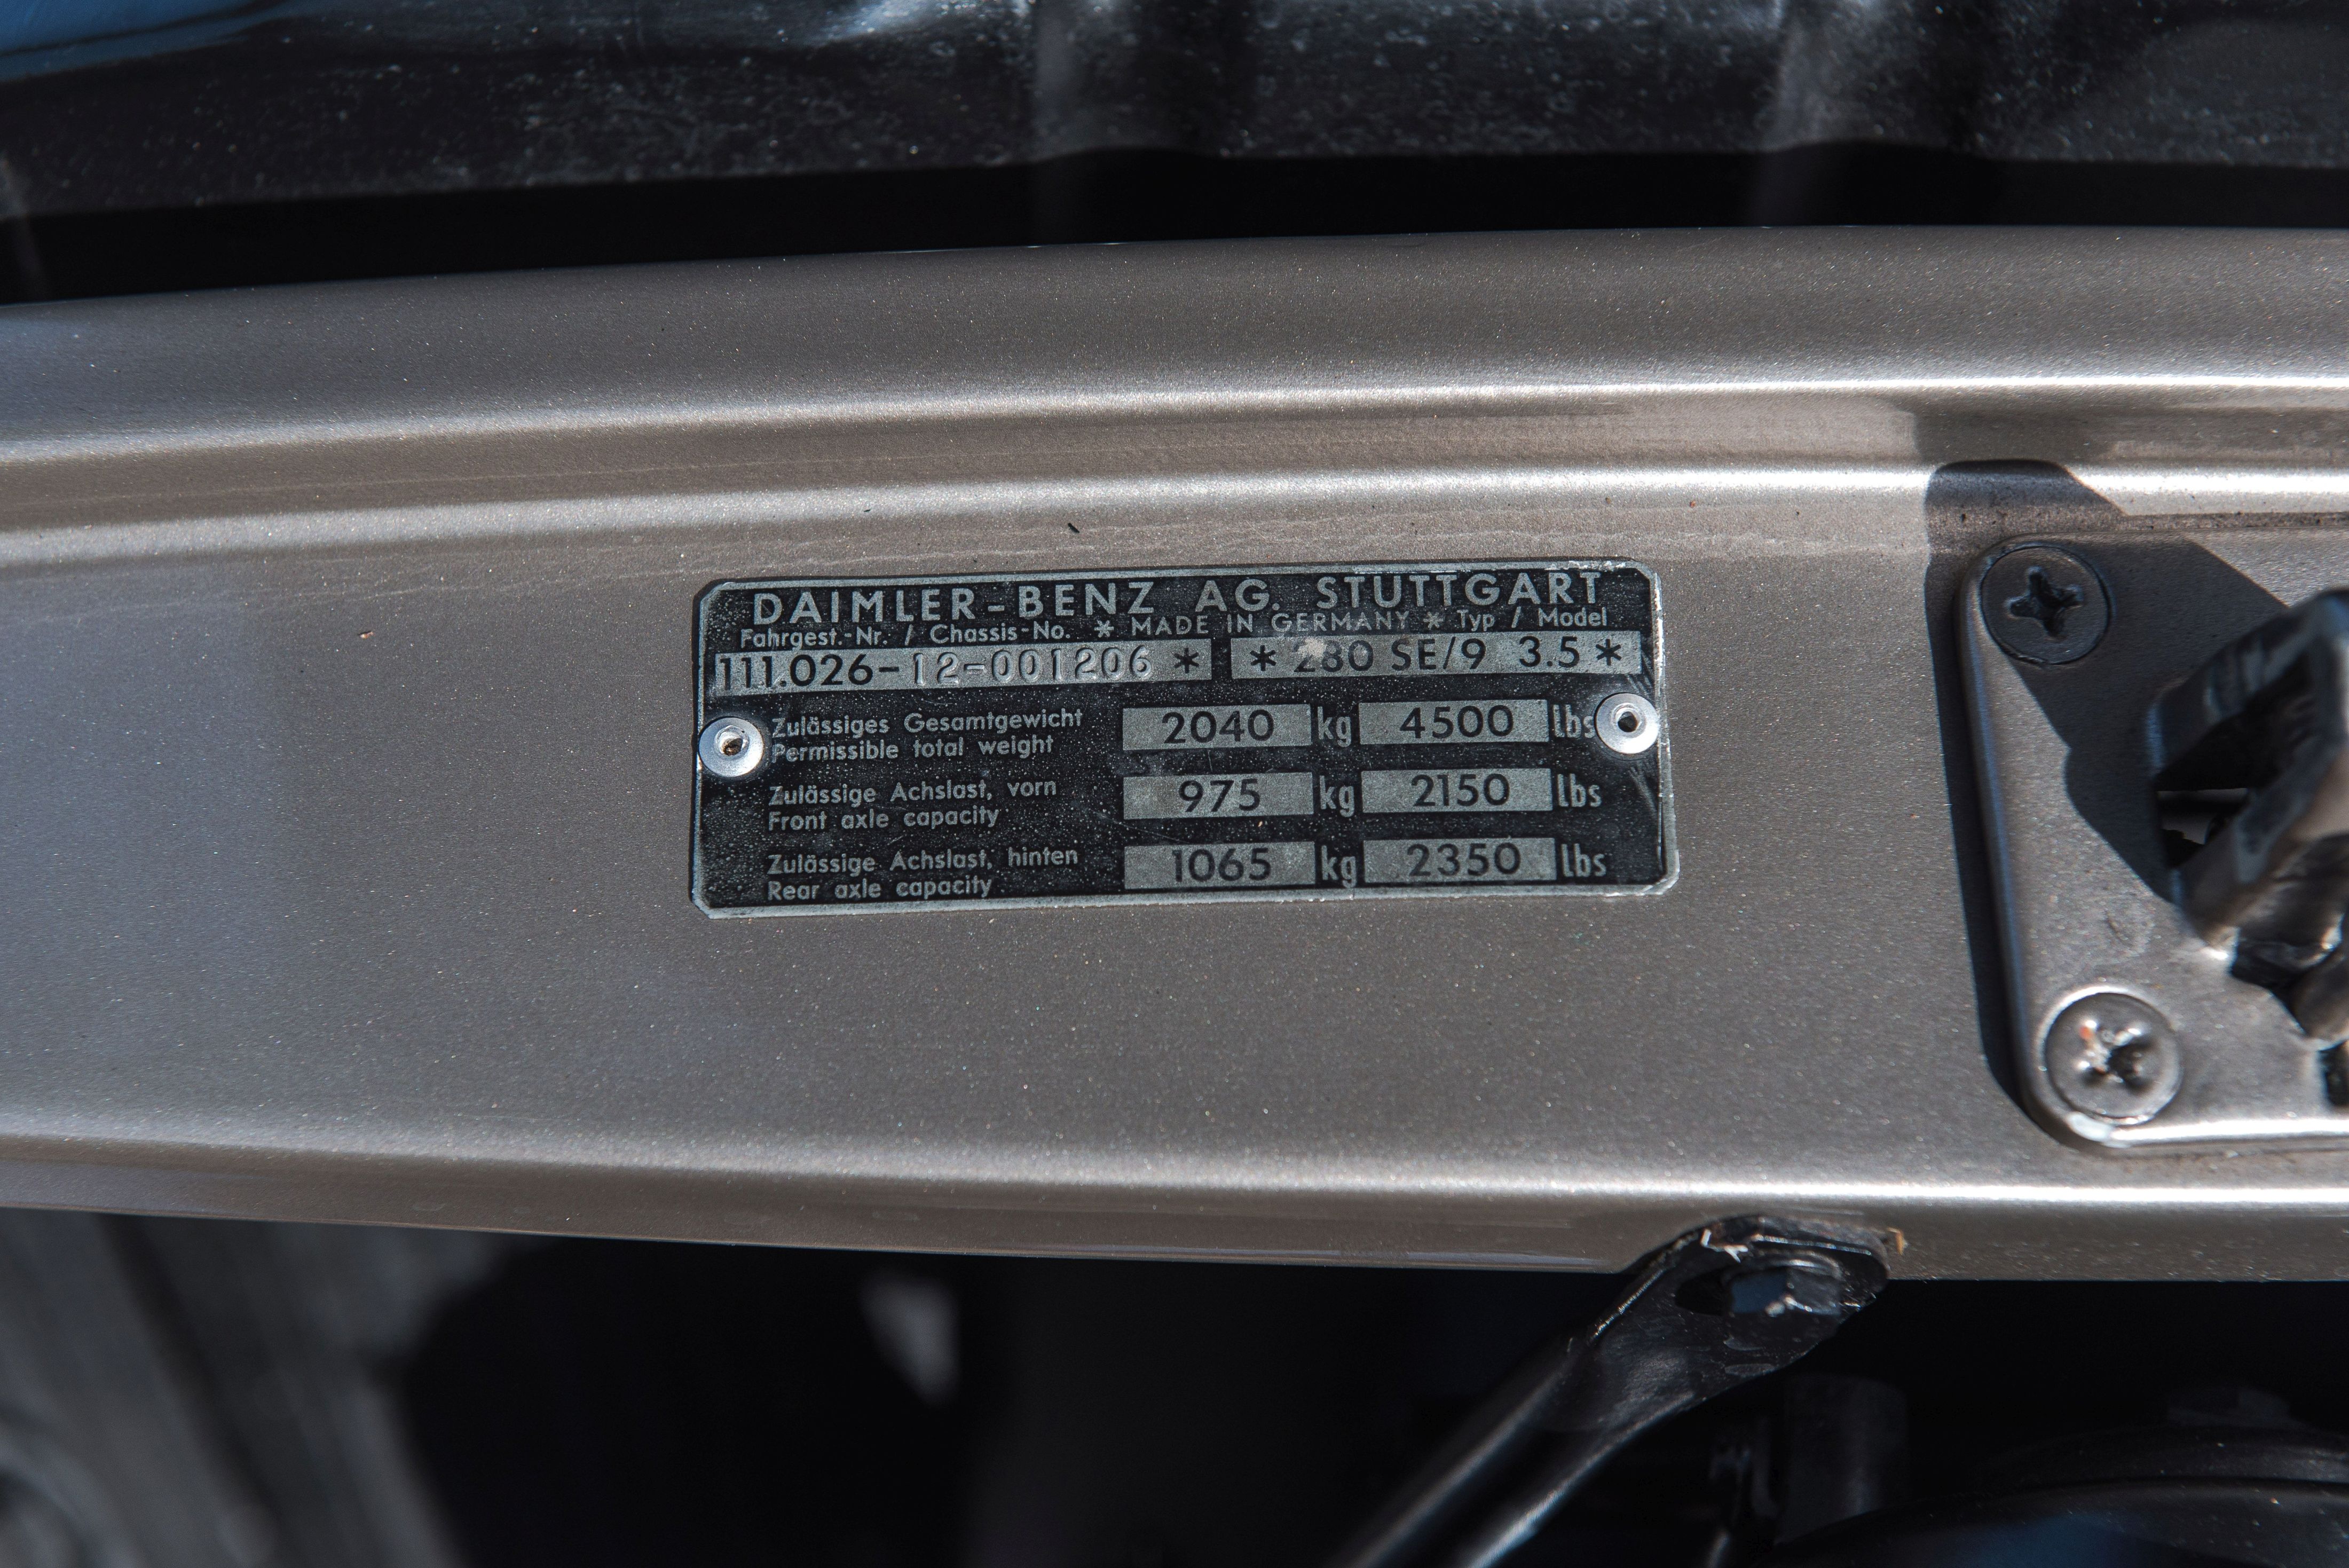 DAIMLER-BENZ AG. STUTTGART
Fahrgest.-Nr. / Chassis-No. * MADE IN GERMANY * Typ / Model
111.026-12-001206 * * 280 SE/9 3.5 *
Zulässiges Gesamtgewicht
Permissible total weight 2040 kg 4500 lbs
Zulässige Achslast, vorn
Front axle capacity 975 kg 2150 lbs
Zulässige Achslast, hinten
Rear axle capacity 1065 kg 2350 lbs